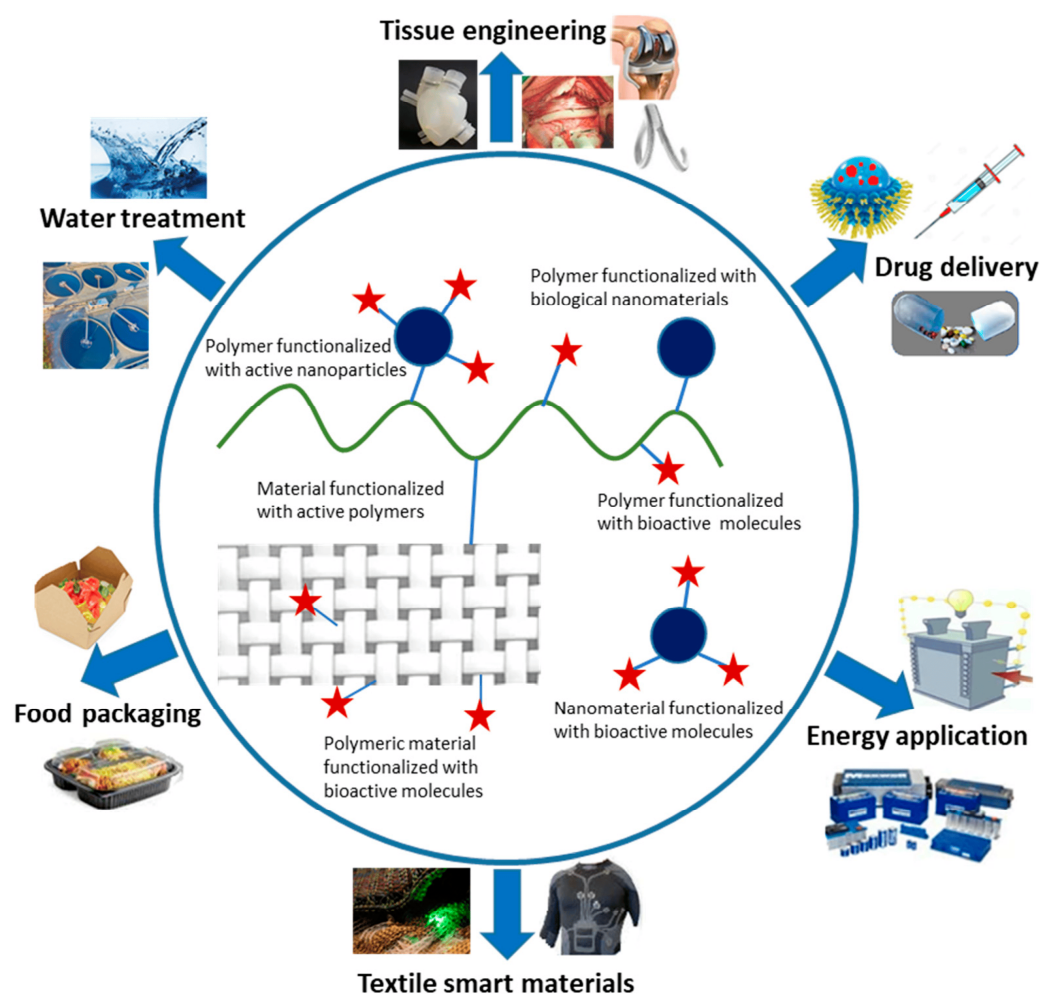 Tissue engineering
Water treatment
Drug delivery
Polymer functionalized with
biological nanomaterials
Polymer functionalized
with active nanoparticles
Material functionalized
with active polymers
Polymer functionalized
with bioactive molecules
Nanomaterial functionalized
with bioactive molecules
Polymeric material
functionalized with
bioactive molecules
Food packaging
Energy application
Textile smart materials